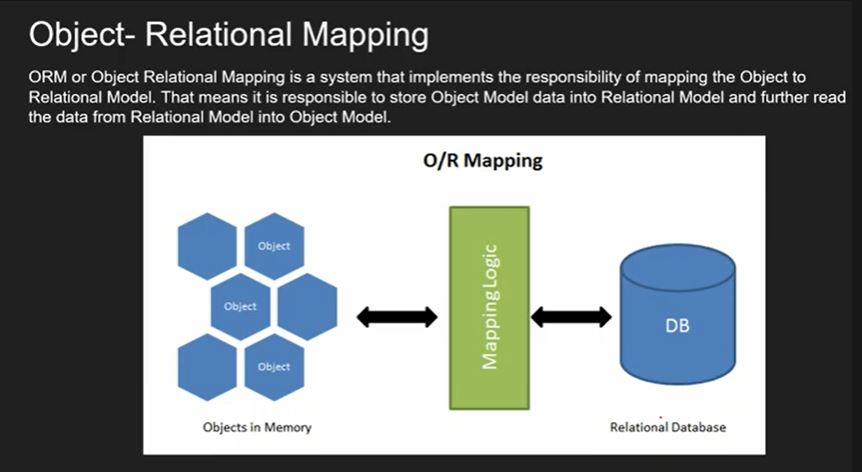 Object- Relational Mapping
ORM or Object Relational Mapping is a system that implements the responsibility of mapping the Object to
Relational Model. That means it is responsible to store Object Model data into Relational Model and further read
the data from Relational Model into Object Model.
O/R Mapping
Object
Object
Object
Mapping Logic
DB
Objects in Memory
Relational Database